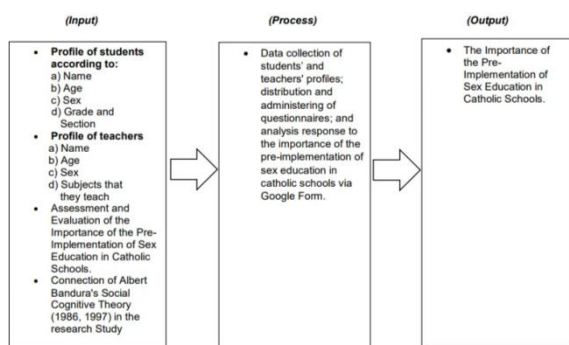 (Input)
Profile of students
according to:
a) Name
b) Age
c) Sex
d) Grade and
Section
Profile of teachers
a) Name
b) Age
c) Sex
d) Subjects that
they teach
Assessment and
Evaluation of the
Importance of the Pre-
Implementation of Sex
Education in Catholic
Schools.
Connection of Albert
Bandura's Social
Cognitive Theory
(1986, 1997) in the
research Study
(Process)
Data collection of
students' and
teachers' profiles;
distribution and
administering of
questionnaires; and
analysis response to
the importance of the
pre-implementation of
sex education in
catholic schools via
Google Form.
(Output)
The Importance of
the Pre-
Implementation of
Sex Education in
Catholic Schools.